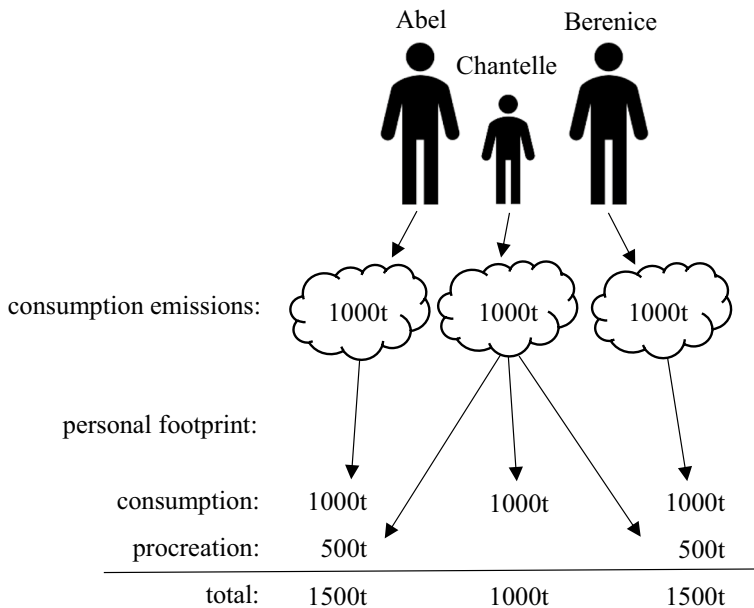 Abel
Berenice
Chantelle
consumption emissions: 1000t 1000t 1000t
personal footprint:
consumption: 1000t 1000t 1000t
procreation: 500t 500t
total: 1500t 1000t 1500t